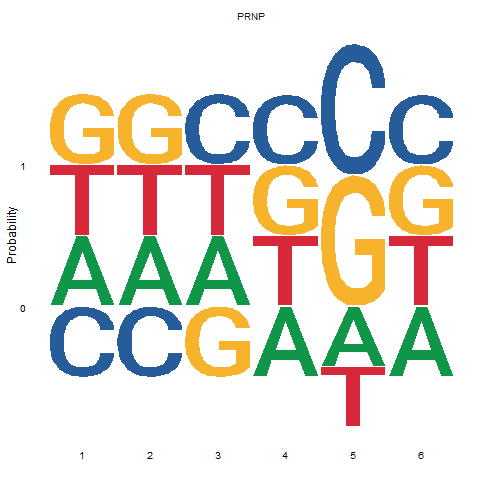 PRNP
Probability
1
0
G G C C C C
T T T G G G
A A A T A T
C C G A T A
1 2 3 4 5 6